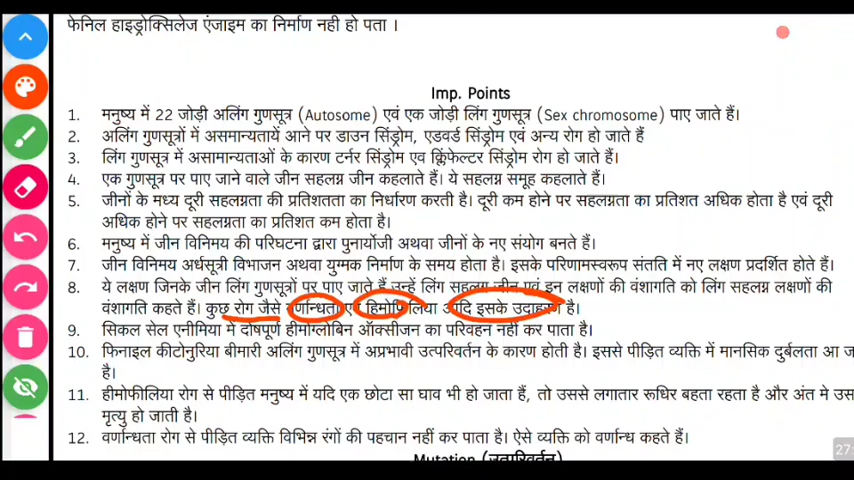 फेनिल हाइड्रोक्सिलेज एंजाइम का निर्माण नही हो पता ।
Imp. Points
1. मनुष्य में 22 जोड़ी अलिंग गुणसूत्र (Autosome) एवं एक जोड़ी लिंग गुणसूत्र (Sex chromosome) पाए जाते हैं।
2. अलिंग गुणसूत्रों में असमान्यतायें आने पर डाउन सिंड्रोम, एडवर्ड सिंड्रोम एवं अन्य रोग हो जाते हैं
3. लिंग गुणसूत्र में असामान्यताओं के कारण टर्नर सिंड्रोम एव क्लिंफेल्टर सिंड्रोम रोग हो जाते हैं।
4. एक गुणसूत्र पर पाए जाने वाले जीन सहलग्न जीन कहलाते हैं। ये सहलग्न समूह कहलाते हैं।
5. जीनों के मध्य दूरी सहलग्नता की प्रतिशतता का निर्धारण करती है। दूरी कम होने पर सहलग्नता का प्रतिशत अधिक होता है एवं दूरी
अधिक होने पर सहलग्नता का प्रतिशत कम होता है।
6. मनुष्य में जीन विनिमय की परिघटना द्वारा पुनार्योजी अथवा जीनों के नए संयोग बनते हैं।
7. जीन विनिमय अर्धसूत्री विभाजन अथवा युग्मक निर्माण के समय होता है। इसके परिणामस्वरूप संतति में नए लक्षण प्रदर्शित होते हैं।
8. ये लक्षण जिनके जीन लिंग गुणसूत्रों पर पाए जाते हैं उन्हें लिंग सहलग्न जीन एवं इन लक्षणों की वंशागति को लिंग सहलग्न लक्षणों की
वंशागति कहते हैं। कुछ रोग जैसे वर्णान्धता एवं हिमोफिलिया आदि इसके उदाहरण है।
9. सिकल सेल एनीमिया में दोषपूर्ण हीमोग्लोबिन ऑक्सीजन का परिवहन नहीं कर पाता है।
10. फिनाइल कीटोनुरिया बीमारी अलिंग गुणसूत्र में अप्रभावी उत्परिवर्तन के कारण होती है। इससे पीड़ित व्यक्ति में मानसिक दुर्बलता आ
है।
11. हीमोफीलिया रोग से पीड़ित मनुष्य में यदि एक छोटा सा घाव भी हो जाता हैं, तो उससे लगातार रूधिर बहता रहता है और अंत मे
मृत्यु हो जाती है।
12. वर्णान्धता रोग से पीड़ित व्यक्ति विभिन्न रंगों की पहचान नहीं कर पाता है। ऐसे व्यक्ति को वर्णान्ध कहते हैं।
Mutation (उत्परिवर्तन)